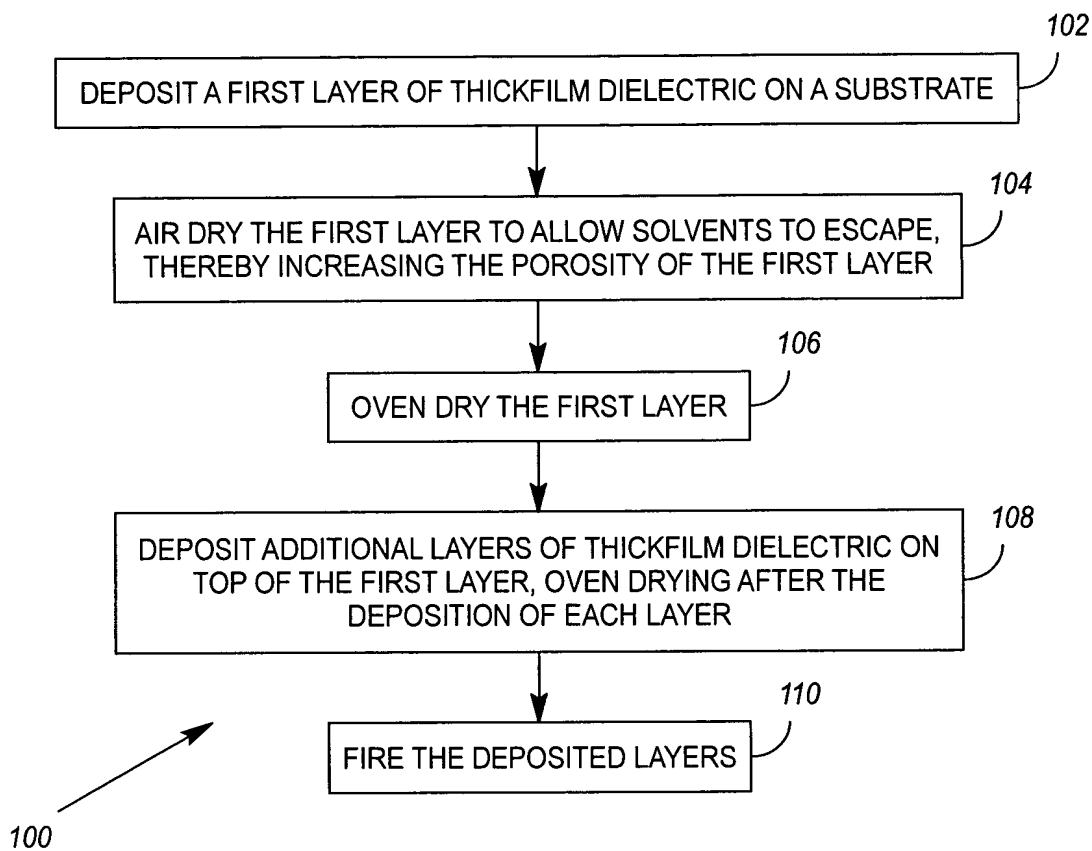 102
DEPOSIT A FIRST LAYER OF THICKFILM DIELECTRIC ON A SUBSTRATE
104
AIR DRY THE FIRST LAYER TO ALLOW SOLVENTS TO ESCAPE,
THEREBY INCREASING THE POROSITY OF THE FIRST LAYER
106
OVEN DRY THE FIRST LAYER
108
DEPOSIT ADDITIONAL LAYERS OF THICKFILM DIELECTRIC ON
TOP OF THE FIRST LAYER, OVEN DRYING AFTER THE
DEPOSITION OF EACH LAYER
110
FIRE THE DEPOSITED LAYERS
100